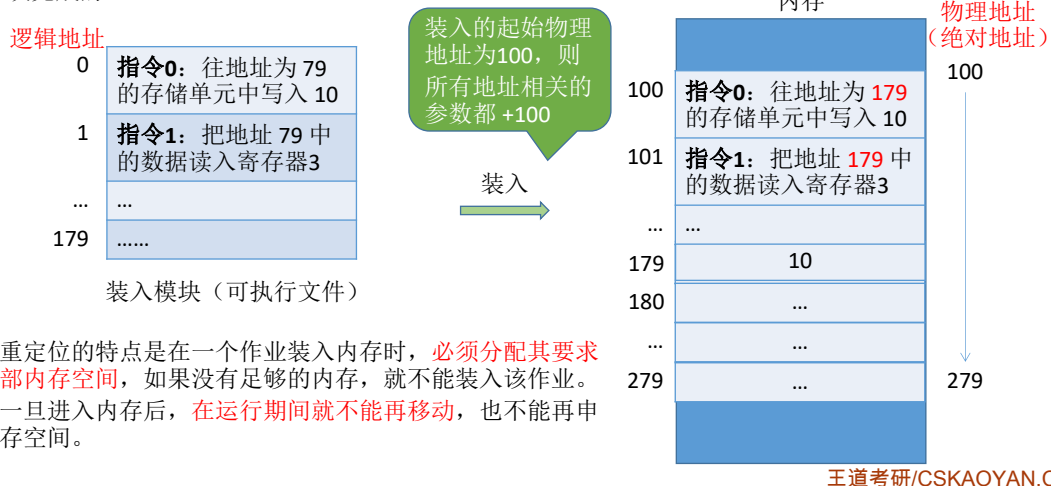 内存
物理地址
（绝对地址）
逻辑地址
0
指令0：往地址为 79
的存储单元中写入 10
1
指令1：把地址 79 中
的数据读入寄存器3
...
...
179
......
装入模块（可执行文件）
装入的起始物理
地址为100，则
所有地址相关的
参数都 +100
装入
100
指令0：往地址为 179
的存储单元中写入 10
101
指令1：把地址 179 中
的数据读入寄存器3
...
...
179
10
180
...
...
...
279
...
100
279
重定位的特点是在一个作业装入内存时，必须分配其要求
部内存空间，如果没有足够的内存，就不能装入该作业。
一旦进入内存后，在运行期间就不能再移动，也不能再申
存空间。
王道考研/CSKAOYAN.C